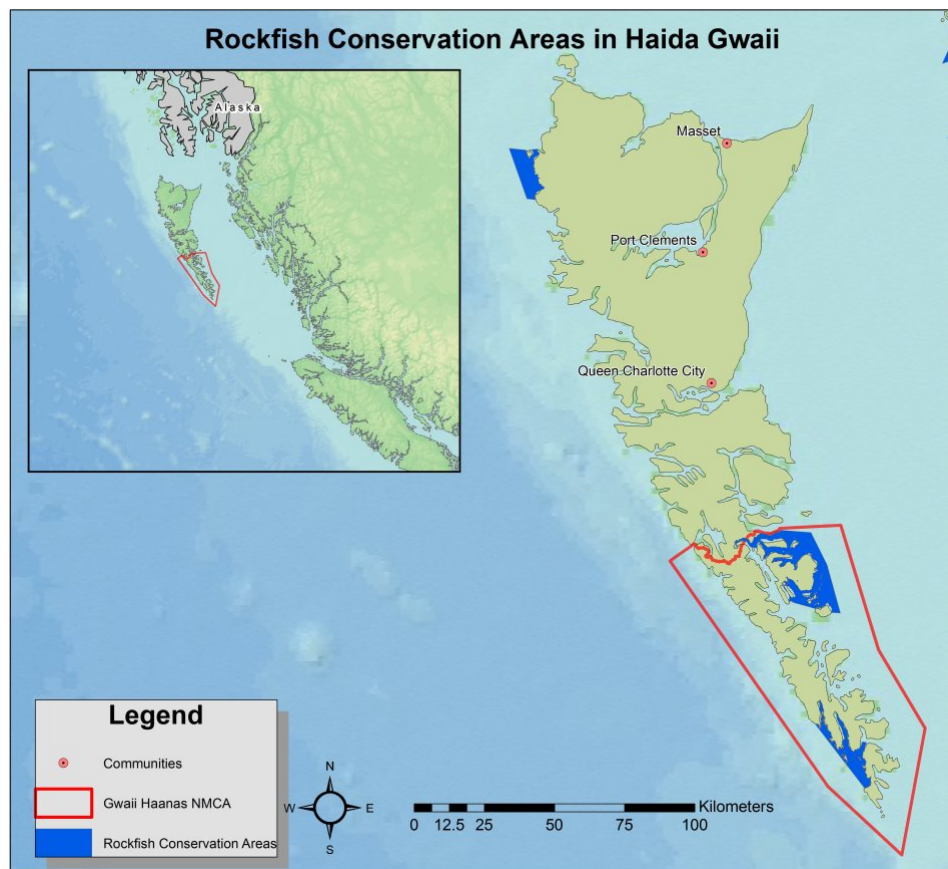 Rockfish Conservation Areas in Haida Gwaii
Alaska
Masset
Port Clements
Queen Charlotte City
Legend
Communities
Gwaii Haanas NMCA
Rockfish Conservation Areas
N
W
E
S
Kilometers
0 12.5 25 50 75 100